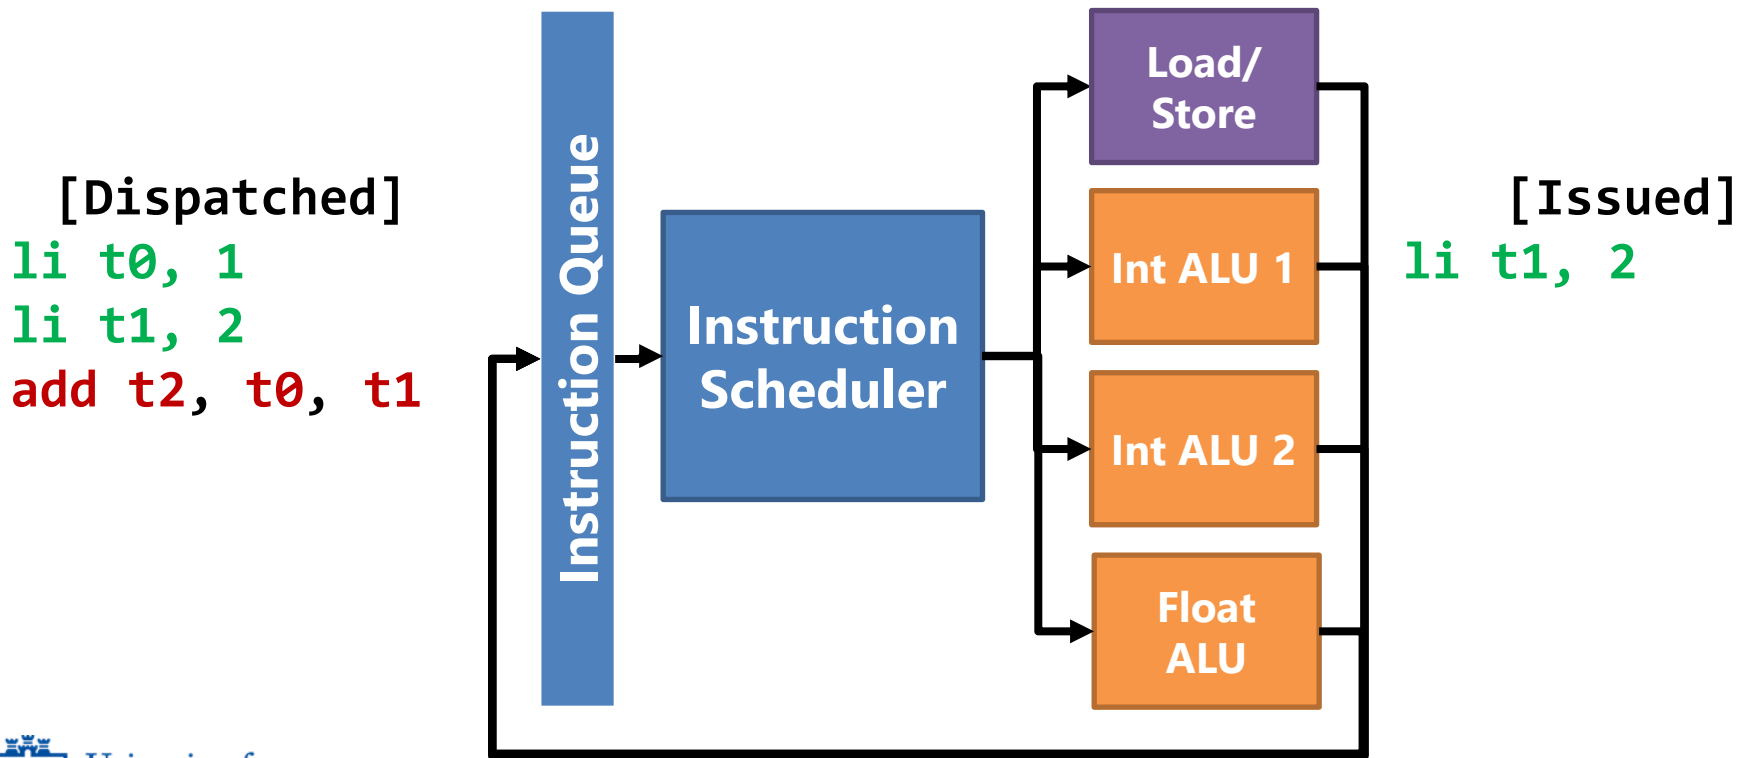 [Dispatched]
li t0, 1
li t1, 2
add t2, t0, t1
Instruction Queue
Instruction
Scheduler
Load/
Store
Int ALU 1
Int ALU 2
Float
ALU
[Issued]
li t1, 2